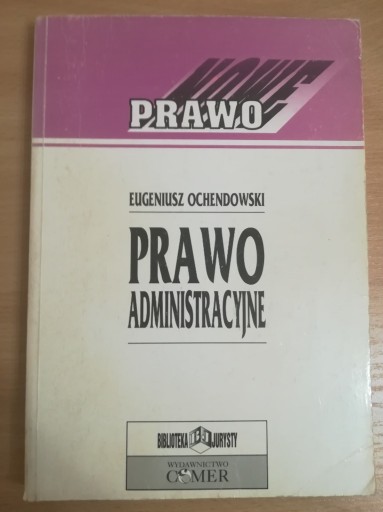 NOWE
PRAWO
EUGENIUSZ OCHENDOWSKI
PRAWO
ADMINISTRACYJNE
BIBLIOTEKA JURYSTY
WYDAWNICTWO
COMER